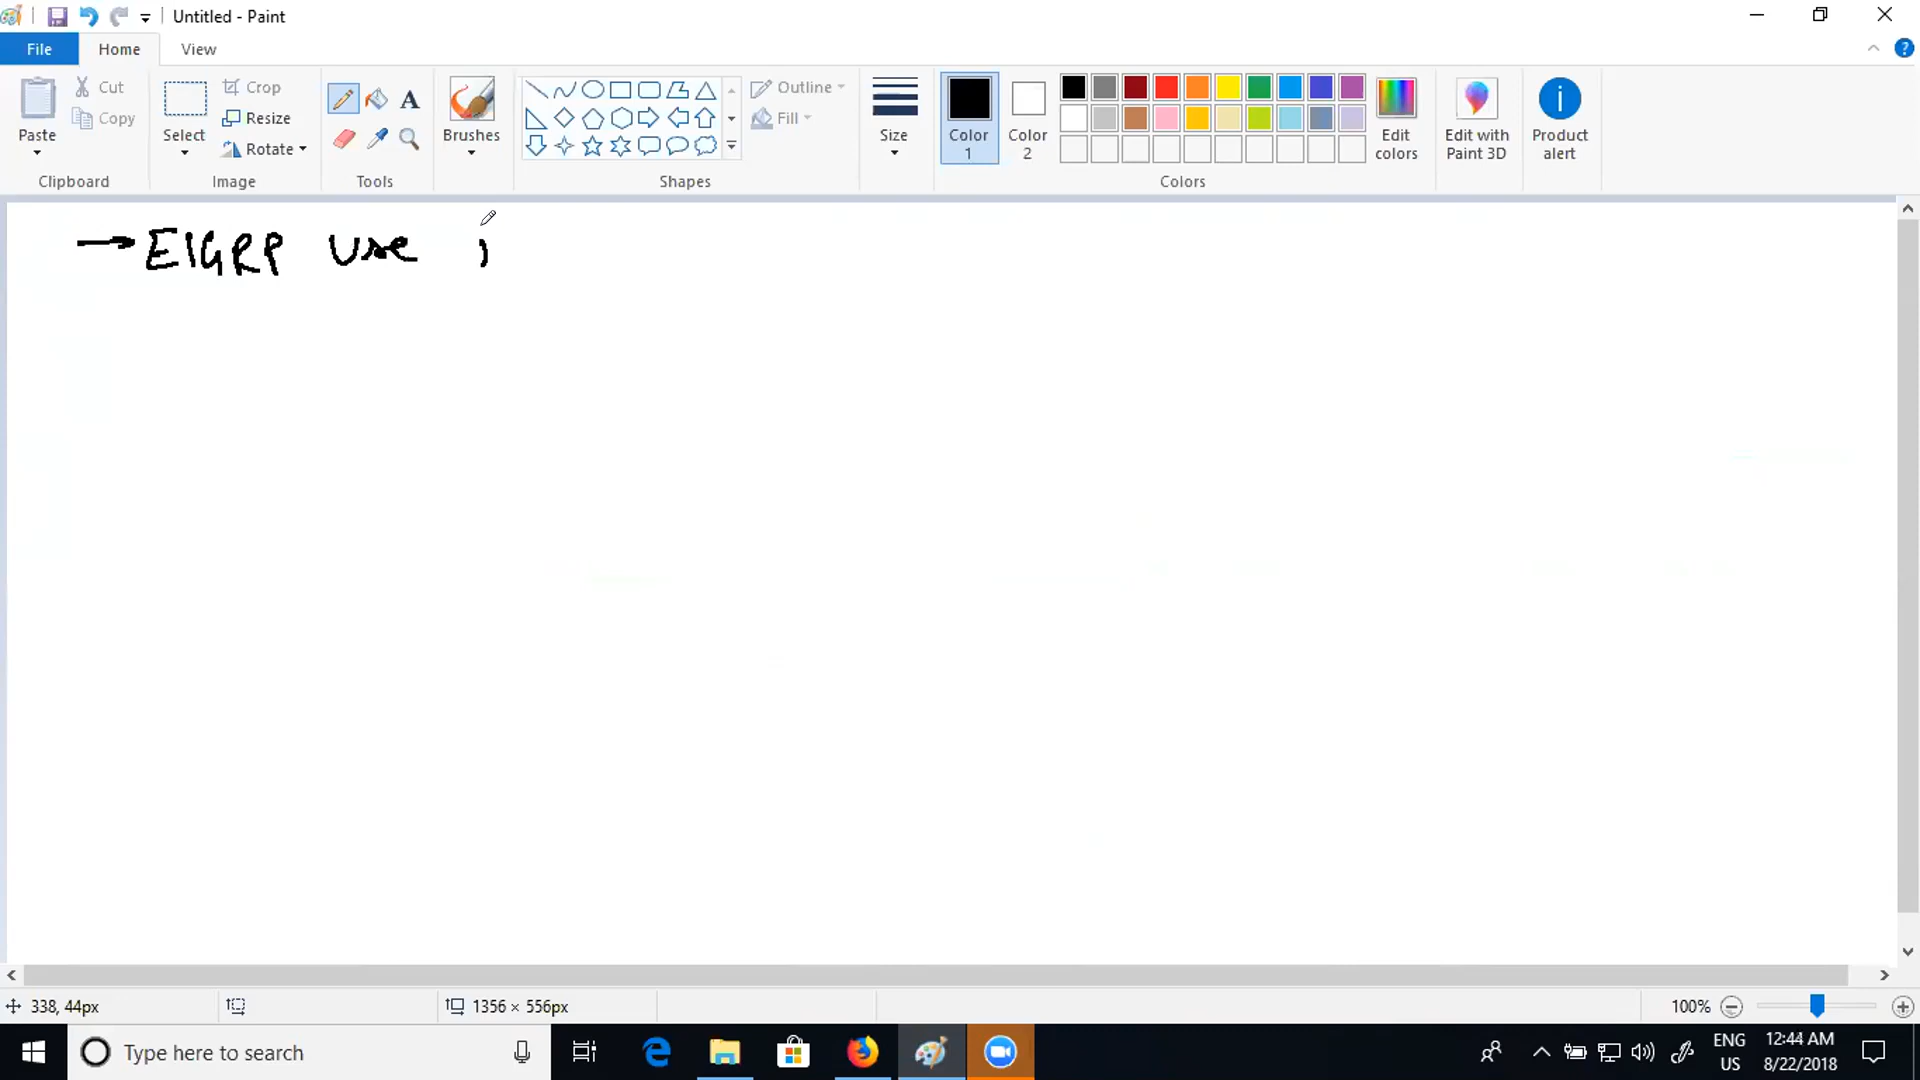 Untitled - Paint
File Home View
Paste Cut Copy Clipboard
Select Crop Resize Rotate Image
Tools
Brushes
Shapes
Outline
Fill
Size
Color 1
Color 2
Edit colors
Colors
Edit with Paint 3D
Product alert
→EIGRP use i
338, 44px
1356 × 556px
100%
Type here to search
ENG US
12:44 AM
8/22/2018